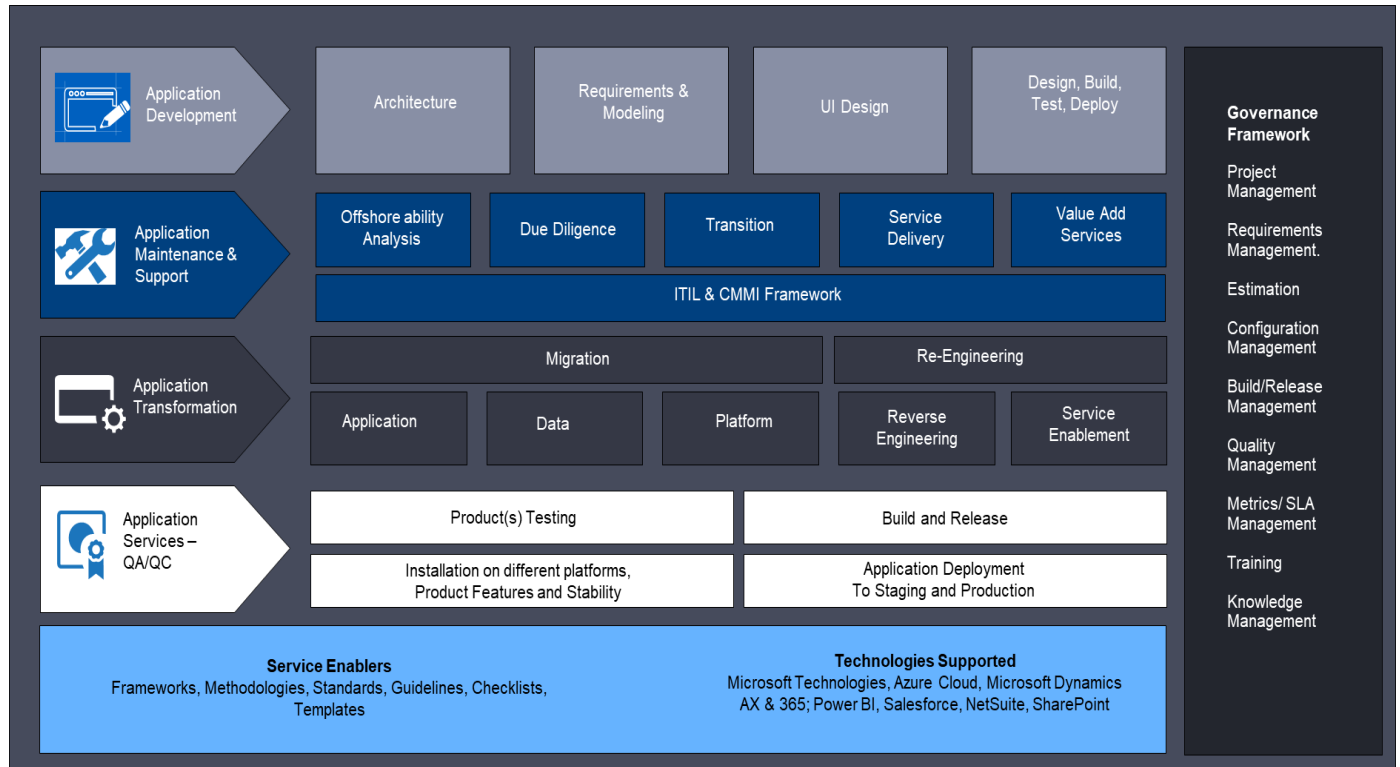 Application
Development
Architecture
Requirements &
Modeling
UI Design
Design, Build,
Test, Deploy
Application
Maintenance &
Support
Offshore ability
Analysis
Due Diligence
Transition
Service
Delivery
Value Add
Services
ITIL & CMMI Framework
Application
Transformation
Migration
Re-Engineering
Application
Data
Platform
Reverse
Engineering
Service
Enablement
Application
Services –
QA/QC
Product(s) Testing
Build and Release
Installation on different platforms,
Product Features and Stability
Application Deployment
To Staging and Production
Service Enablers
Frameworks, Methodologies, Standards, Guidelines, Checklists,
Templates
Technologies Supported
Microsoft Technologies, Azure Cloud, Microsoft Dynamics
AX & 365; Power BI, Salesforce, NetSuite, SharePoint
Governance
Framework
Project
Management
Requirements
Management.
Estimation
Configuration
Management
Build/Release
Management
Quality
Management
Metrics/ SLA
Management
Training
Knowledge
Management